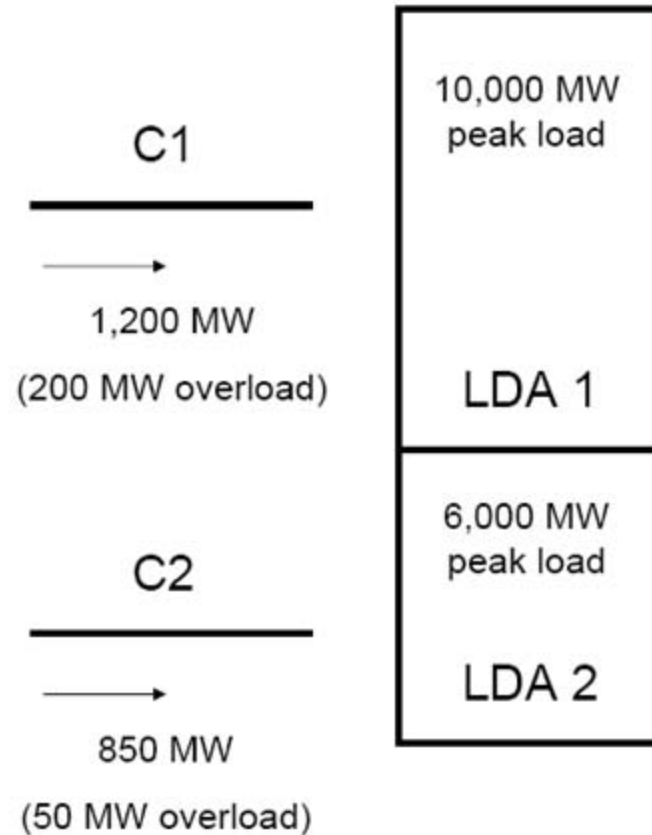 C1
1,200 MW
(200 MW overload)
C2
850 MW
(50 MW overload)
10,000 MW
peak load
LDA 1
6,000 MW
peak load
LDA 2